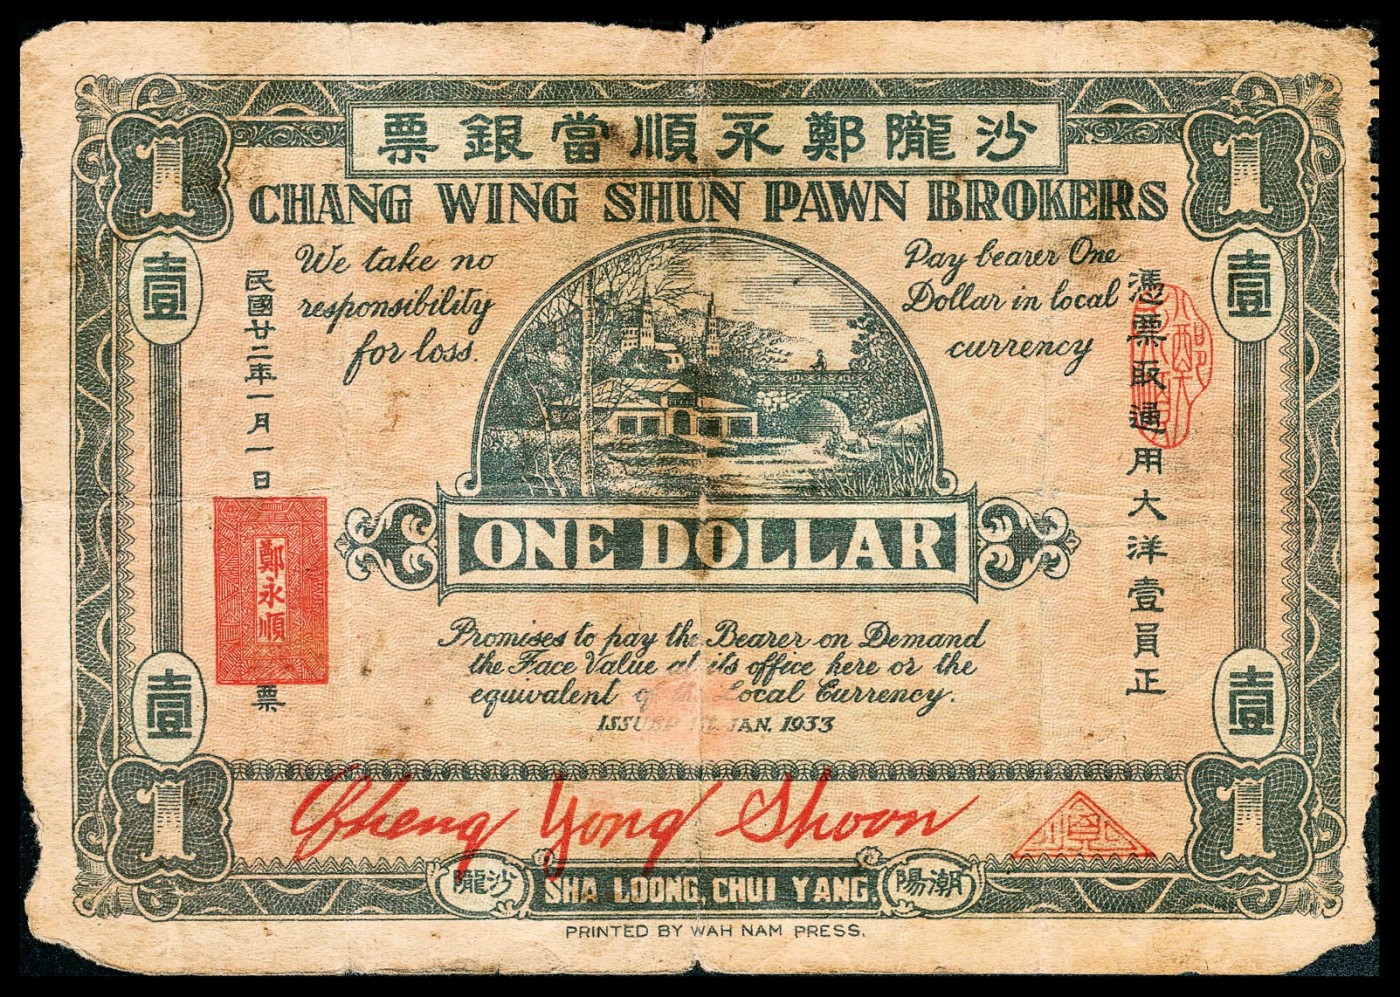 沙隴鄭永順當銀票
CHANG WING SHUN PAWN BROKERS
1
1
壹
壹
We take no
responsibility
for loss.
Pay bearer One
Dollar in local
currency
憑票取通用大洋壹員正
民國廿二年一月一日
鄭永順
票
ONE DOLLAR
Promises to pay the Bearer on Demand
the Face Value at its office here or the
equivalent of the Local Currency.
ISSUED 1st. JAN. 1933
壹
壹
Cheng Yong Shoon
1
1
沙隴
SHA LOONG, CHUI YANG.
潮陽
PRINTED BY WAH NAM PRESS.